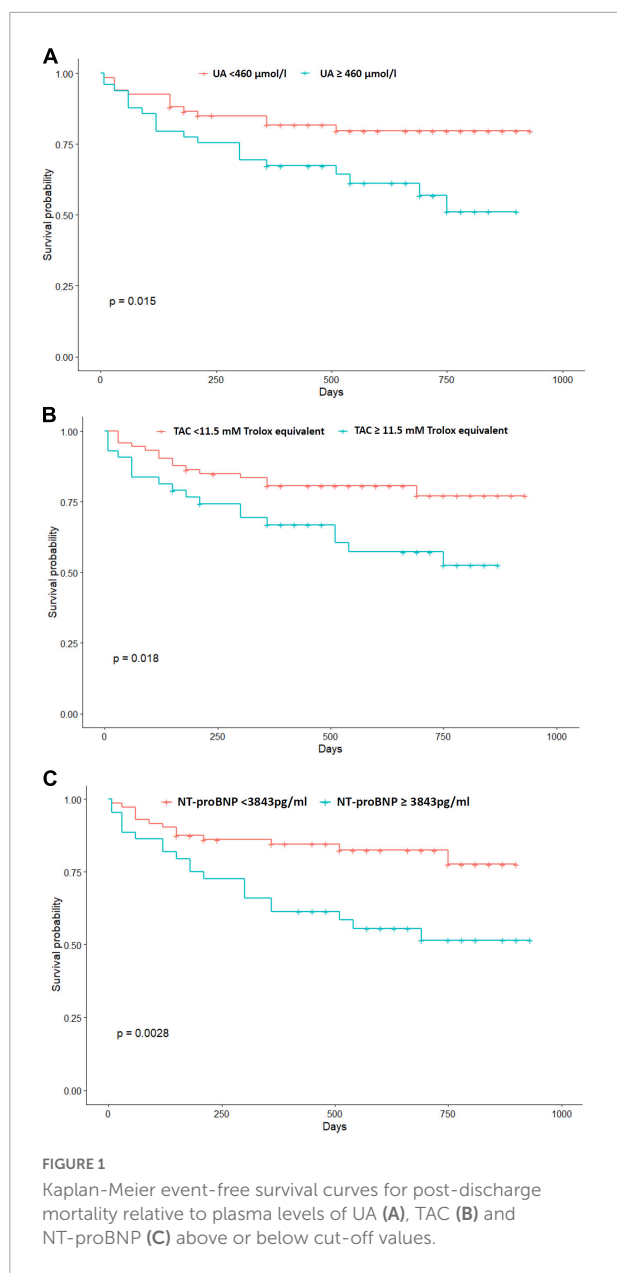 A
UA <460 µmol/l UA ≥ 460 µmol/l
1.00
0.75
0.50
0.25
0.00
Survival probability
p = 0.015
0 250 500 750 1000
Days
B
TAC <11.5 mM Trolox equivalent TAC ≥ 11.5 mM Trolox equivalent
1.00
0.75
0.50
0.25
0.00
Survival probability
p = 0.018
0 250 500 750 1000
Days
C
NT-proBNP <3843pg/ml NT-proBNP ≥ 3843pg/ml
1.00
0.75
0.50
0.25
0.00
Survival probability
p = 0.0028
0 250 500 750 1000
Days
FIGURE 1
Kaplan-Meier event-free survival curves for post-discharge
mortality relative to plasma levels of UA (A), TAC (B) and
NT-proBNP (C) above or below cut-off values.